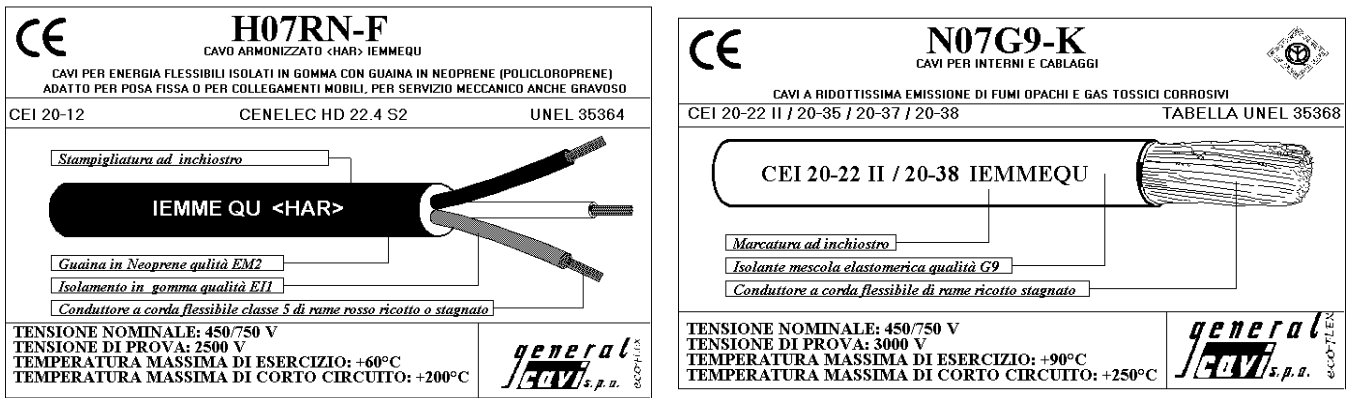 CE
H07RN-F
CAVO ARMONIZZATO <HAR> IEMMEQU
CAVI PER ENERGIA FLESSIBILI ISOLATI IN GOMMA CON GUAINA IN NEOPRENE (POLICLOROPRENE)
ADATTO PER POSA FISSA O PER COLLEGAMENTI MOBILI, PER SERVIZIO MECCANICO ANCHE GRAVOSO
CEI 20-12 CENELEC HD 22.4 S2 UNEL 35364
Stampigliatura ad inchiostro
IEMME QU <HAR>
Guaina in Neoprene qulità EM2
Isolamento in gomma qualità EI1
Conduttore a corda flessibile classe 5 di rame rosso ricotto o stagnato
TENSIONE NOMINALE: 450/750 V
TENSIONE DI PROVA: 2500 V
TEMPERATURA MASSIMA DI ESERCIZIO: +60°C
TEMPERATURA MASSIMA DI CORTO CIRCUITO: +200°C
general
cavi s.p.a.
eco-FLEX
CE
N07G9-K
CAVI PER INTERNI E CABLAGGI
CAVI A RIDOTTISSIMA EMISSIONE DI FUMI OPACHI E GAS TOSSICI CORROSIVI
CEI 20-22 II / 20-35 / 20-37 / 20-38 TABELLA UNEL 35368
CEI 20-22 II / 20-38 IEMMEQU
Marcatura ad inchiostro
Isolante mescola elastomerica qualità G9
Conduttore a corda flessibile di rame ricotto stagnato
TENSIONE NOMINALE: 450/750 V
TENSIONE DI PROVA: 3000 V
TEMPERATURA MASSIMA DI ESERCIZIO: +90°C
TEMPERATURA MASSIMA DI CORTO CIRCUITO: +250°C
general
cavi s.p.a.
eco-FLEX